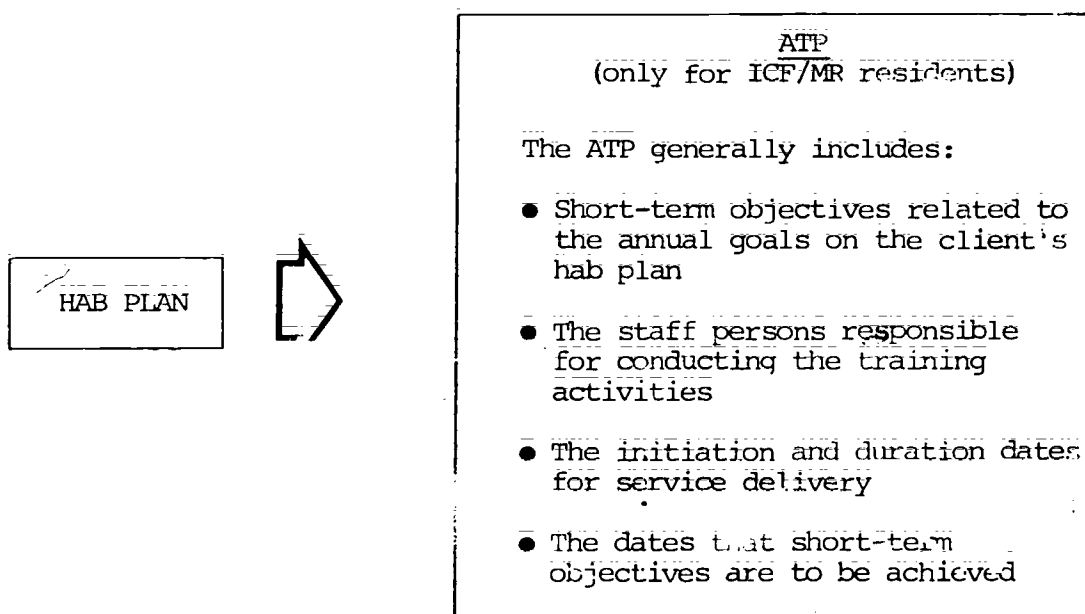 HAB PLAN
ATP
(only for ICF/MR residents)
The ATP generally includes:
● Short-term objectives related to
the annual goals on the client's
hab plan
● The staff persons responsible
for conducting the training
activities
● The initiation and duration dates
for service delivery
● The dates that short-term
objectives are to be achieved